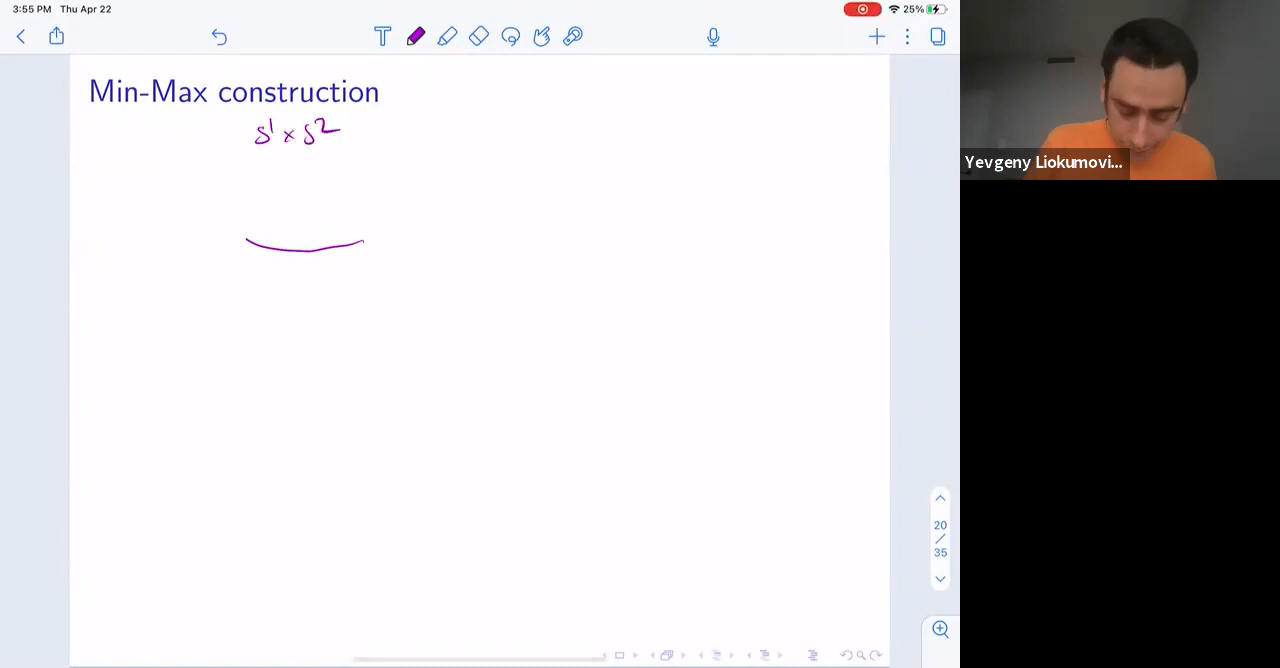 3:55 PM Thu Apr 22
25%
Min-Max construction
S¹ × S²
Yevgeny Liokumovi...
20
/
35